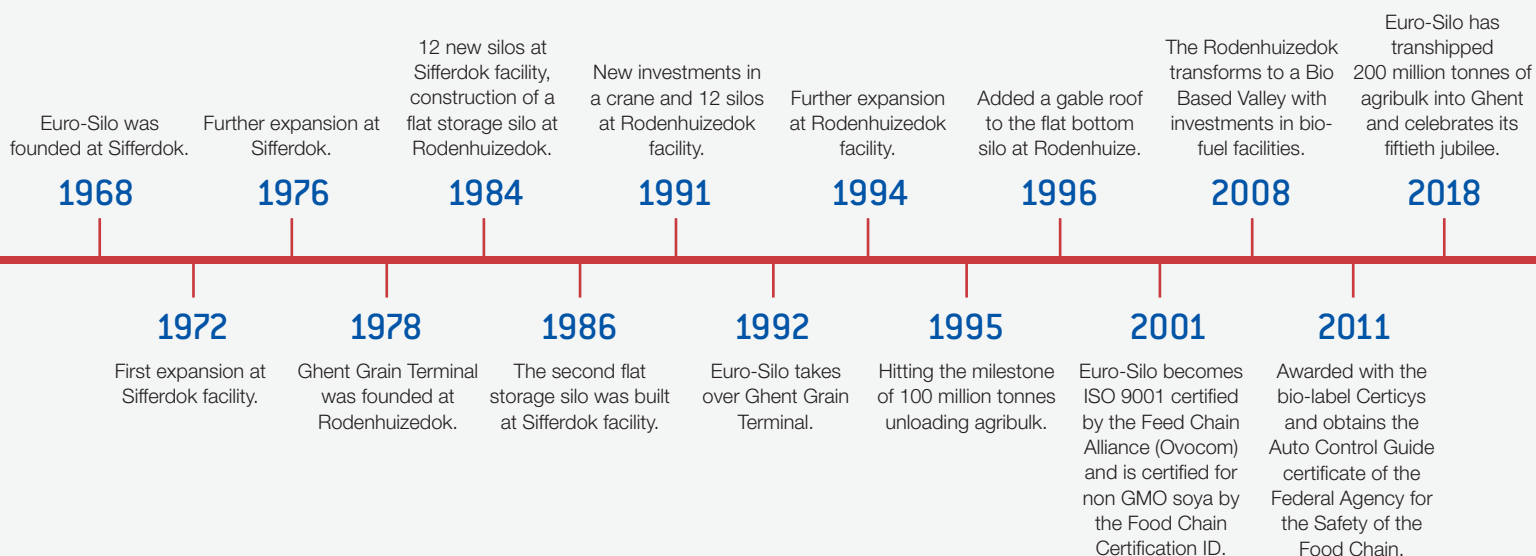 Euro-Silo was
founded at Sifferdok.
1968
First expansion at
Sifferdok facility.
1972
Further expansion at
Sifferdok.
1976
Ghent Grain Terminal
was founded at
Rodenhuizedok.
1978
12 new silos at
Sifferdok facility,
construction of a
flat storage silo at
Rodenhuizedok.
1984
The second flat
storage silo was built
at Sifferdok facility.
1986
New investments in
a crane and 12 silos
at Rodenhuizedok
facility.
1991
Euro-Silo takes
over Ghent Grain
Terminal.
1992
Further expansion
at Rodenhuizedok
facility.
1994
Hitting the milestone
of 100 million tonnes
unloading agribulk.
1995
Added a gable roof
to the flat bottom
silo at Rodenhuize.
1996
Euro-Silo becomes
ISO 9001 certified
by the Feed Chain
Alliance (Ovocom)
and is certified for
non GMO soya by
the Food Chain
Certification ID.
2001
The Rodenhuizedok
transforms to a Bio
Based Valley with
investments in bio-
fuel facilities.
2008
Awarded with the
bio-label Certicys
and obtains the
Auto Control Guide
certificate of the
Federal Agency for
the Safety of the
Food Chain.
2011
Euro-Silo has
transhipped
200 million tonnes of
agribulk into Ghent
and celebrates its
fiftieth jubilee.
2018